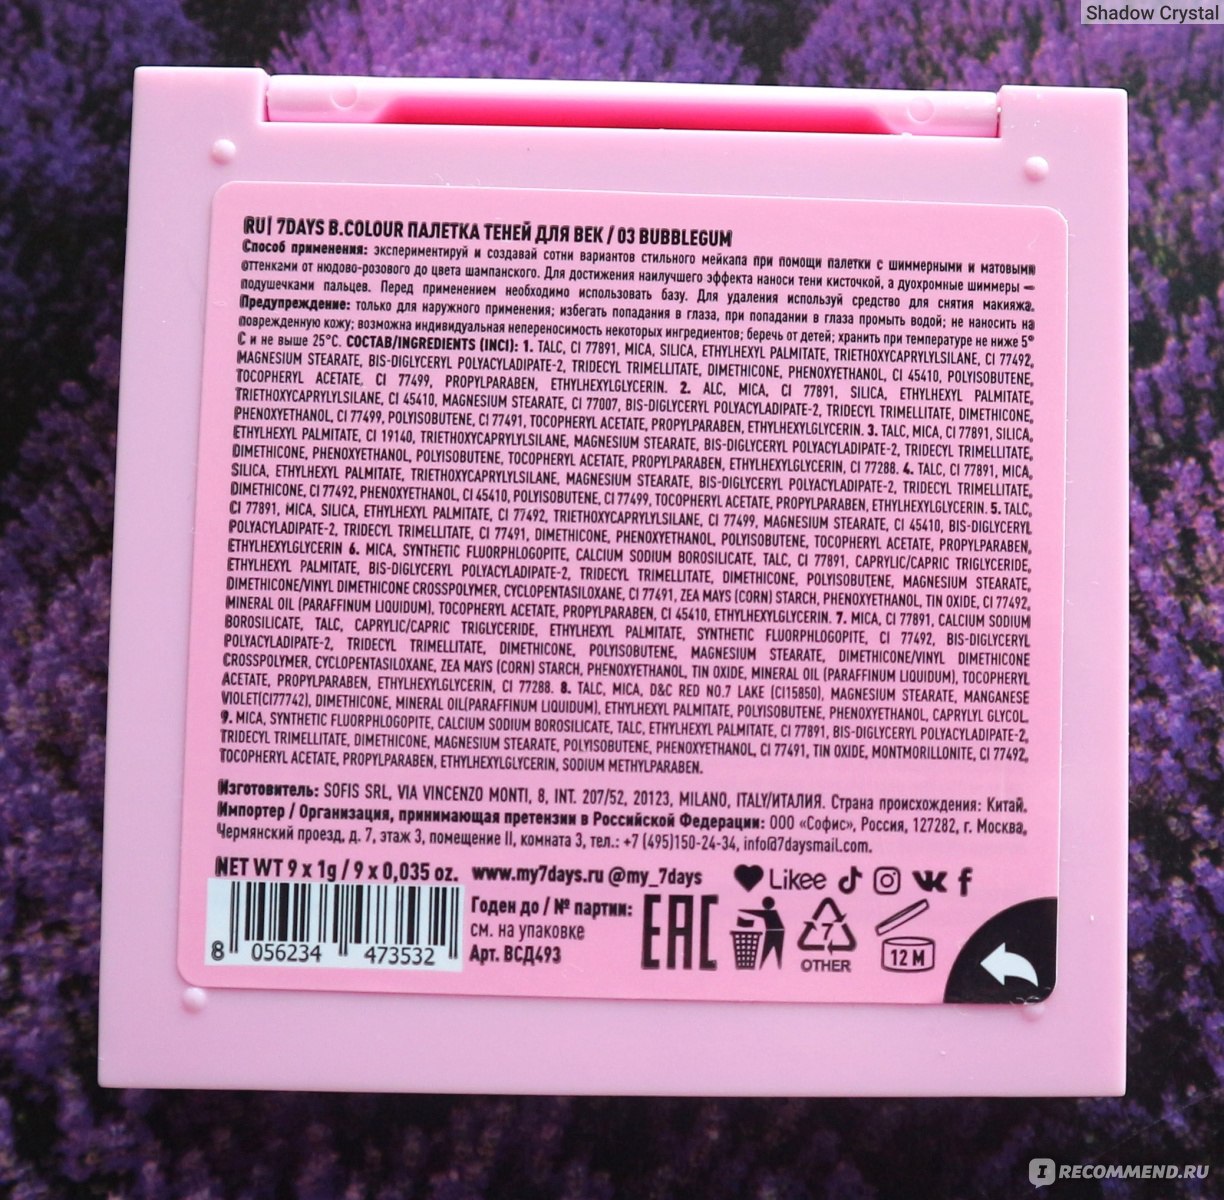 Shadow Crystal
RU| 7DAYS B.COLOUR ПАЛЕТКА ТЕНЕЙ ДЛЯ ВЕК / 03 BUBBLEGUM
Способ применения: экспериментируй и создавай сотни вариантов стильного мейкапа при помощи палетки с шиммерными и матовыми
оттенками от нюдово-розового до цвета шампанского. Для достижения наилучшего эффекта наноси тени кисточкой, а дуохромные шиммеры –
подушечками пальцев. Перед применением необходимо использовать базу. Для удаления используй средство для снятия макияжа.
Предупреждение: только для наружного применения; избегать попадания в глаза, при попадании в глаза промыть водой; не наносить на
поврежденную кожу; возможна индивидуальная непереносимость некоторых ингредиентов; беречь от детей; хранить при температуре не ниже 5°
С и не выше 25°С. СОСТАВ/INGREDIENTS (INCI): 1. TALC, CI 77891, MICA, SILICA, ETHYLHEXYL PALMITATE, TRIETHOXYCAPRYLYLSILANE, CI 77492,
MAGNESIUM STEARATE, BIS-DIGLYCERYL POLYACYLADIPATE-2, TRIDECYL TRIMELLITATE, DIMETHICONE, PHENOXYETHANOL, CI 45410, POLYISOBUTENE,
TOCOPHERYL ACETATE, CI 77499, PROPYLPARABEN, ETHYLHEXYLGLYCERIN. 2. ALC, MICA, CI 77891, SILICA, ETHYLHEXYL PALMITATE,
TRIETHOXYCAPRYLYLSILANE, CI 45410, MAGNESIUM STEARATE, CI 77007, BIS-DIGLYCERYL POLYACYLADIPATE-2, TRIDECYL TRIMELLITATE, DIMETHICONE,
PHENOXYETHANOL, CI 77499, POLYISOBUTENE, CI 77491, TOCOPHERYL ACETATE, PROPYLPARABEN, ETHYLHEXYLGLYCERIN. 3. TALC, MICA, CI 77891, SILICA,
ETHYLHEXYL PALMITATE, CI 19140, TRIETHOXYCAPRYLYLSILANE, MAGNESIUM STEARATE, BIS-DIGLYCERYL POLYACYLADIPATE-2, TRIDECYL TRIMELLITATE,
DIMETHICONE, PHENOXYETHANOL, POLYISOBUTENE, TOCOPHERYL ACETATE, PROPYLPARABEN, ETHYLHEXYLGLYCERIN, CI 77288. 4. TALC, CI 77891, MICA,
SILICA, ETHYLHEXYL PALMITATE, TRIETHOXYCAPRYLYLSILANE, MAGNESIUM STEARATE, BIS-DIGLYCERYL POLYACYLADIPATE-2, TRIDECYL TRIMELLITATE,
DIMETHICONE, CI 77492, PHENOXYETHANOL, CI 45410, POLYISOBUTENE, CI 77499, TOCOPHERYL ACETATE, PROPYLPARABEN, ETHYLHEXYLGLYCERIN. 5. TALC,
CI 77891, MICA, SILICA, ETHYLHEXYL PALMITATE, CI 77492, TRIETHOXYCAPRYLYLSILANE, CI 77499, MAGNESIUM STEARATE, CI 45410, BIS-DIGLYCERYL
POLYACYLADIPATE-2, TRIDECYL TRIMELLITATE, CI 77491, DIMETHICONE, PHENOXYETHANOL, POLYISOBUTENE, TOCOPHERYL ACETATE, PROPYLPARABEN,
ETHYLHEXYLGLYCERIN 6. MICA, SYNTHETIC FLUORPHLOGOPITE, CALCIUM SODIUM BOROSILICATE, TALC, CI 77891, CAPRYLIC/CAPRIC TRIGLYCERIDE,
ETHYLHEXYL PALMITATE, BIS-DIGLYCERYL POLYACYLADIPATE-2, TRIDECYL TRIMELLITATE, DIMETHICONE, POLYISOBUTENE, MAGNESIUM STEARATE,
DIMETHICONE/VINYL DIMETHICONE CROSSPOLYMER, CYCLOPENTASILOXANE, CI 77491, ZEA MAYS (CORN) STARCH, PHENOXYETHANOL, TIN OXIDE, CI 77492,
MINERAL OIL (PARAFFINUM LIQUIDUM), TOCOPHERYL ACETATE, PROPYLPARABEN, CI 45410, ETHYLHEXYLGLYCERIN. 7. MICA, CI 77891, CALCIUM SODIUM
BOROSILICATE, TALC, CAPRYLIC/CAPRIC TRIGLYCERIDE, ETHYLHEXYL PALMITATE, SYNTHETIC FLUORPHLOGOPITE, CI 77492, BIS-DIGLYCERYL
POLYACYLADIPATE-2, TRIDECYL TRIMELLITATE, DIMETHICONE, POLYISOBUTENE, MAGNESIUM STEARATE, DIMETHICONE/VINYL DIMETHICONE
CROSSPOLYMER, CYCLOPENTASILOXANE, ZEA MAYS (CORN) STARCH, PHENOXYETHANOL, TIN OXIDE, MINERAL OIL (PARAFFINUM LIQUIDUM), TOCOPHERYL
ACETATE, PROPYLPARABEN, ETHYLHEXYLGLYCERIN, CI 77288. 8. TALC, MICA, D&C RED NO.7 LAKE (CI15850), MAGNESIUM STEARATE, MANGANESE
VIOLET(CI77742), DIMETHICONE, MINERAL OIL(PARAFFINUM LIQUIDUM), ETHYLHEXYL PALMITATE, POLYISOBUTENE, PHENOXYETHANOL, CAPRYLYL GLYCOL.
9. MICA, SYNTHETIC FLUORPHLOGOPITE, CALCIUM SODIUM BOROSILICATE, TALC, ETHYLHEXYL PALMITATE, CI 77891, BIS-DIGLYCERYL POLYACYLADIPATE-2,
TRIDECYL TRIMELLITATE, DIMETHICONE, MAGNESIUM STEARATE, POLYISOBUTENE, PHENOXYETHANOL, CI 77491, TIN OXIDE, MONTMORILLONITE, CI 77492,
TOCOPHERYL ACETATE, PROPYLPARABEN, ETHYLHEXYLGLYCERIN, SODIUM METHYLPARABEN.
Изготовитель: SOFIS SRL, VIA VINCENZO MONTI, 8, INT. 207/52, 20123, MILANO, ITALY/ИТАЛИЯ. Страна происхождения: Китай.
Импортер / Организация, принимающая претензии в Российской Федерации: ООО «Софис», Россия, 127282, г. Москва,
Чермянский проезд, д. 7, этаж 3, помещение II, комната 3, тел.: +7 (495)150-24-34, info@7daysmail.com.
NET WT 9 x 1g / 9 x 0,035 oz. www.my7days.ru @my_7days Likee
8 056234 473532
Годен до / № партии:
см. на упаковке
Арт. ВСД493
EAC
7
OTHER
12 M
IRECOMMEND.RU